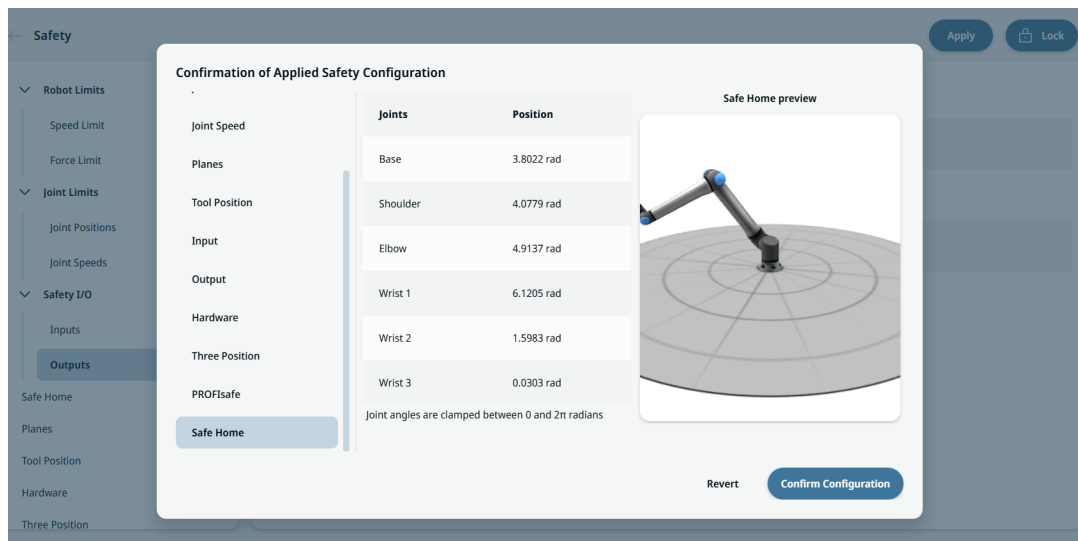 Safety
Apply
Lock
Robot Limits
Speed Limit
Force Limit
Joint Limits
Joint Positions
Joint Speeds
Safety I/O
Inputs
Outputs
Safe Home
Planes
Tool Position
Hardware
Three Position
Confirmation of Applied Safety Configuration
Joint Speed
Planes
Tool Position
Input
Output
Hardware
Three Position
PROFIsafe
Safe Home
Joints Position
Base 3.8022 rad
Shoulder 4.0779 rad
Elbow 4.9137 rad
Wrist 1 6.1205 rad
Wrist 2 1.5983 rad
Wrist 3 0.0303 rad
Joint angles are clamped between 0 and 2π radians
Safe Home preview
Revert
Confirm Configuration